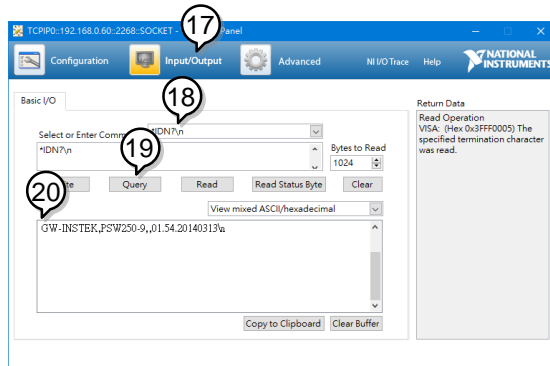 TCPIP0::192.168.0.60::2268::SOCKET - Panel
17
Configuration
Input/Output
Advanced
NI I/O Trace
Help
NATIONAL
INSTRUMENTS
Basic I/O
18
Return Data
Select or Enter
*IDN?\n
*IDN?\n
Bytes to Read
1024
Read Operation
VISA: (Hex 0x3FFF0005) The
specified termination character
was read.
19
20
Query
Read
Read Status Byte
Clear
View mixed ASCII/hexadecimal
GW-INSTEK,PSW250-9,,01.54.20140313\n
Copy to Clipboard
Clear Buffer